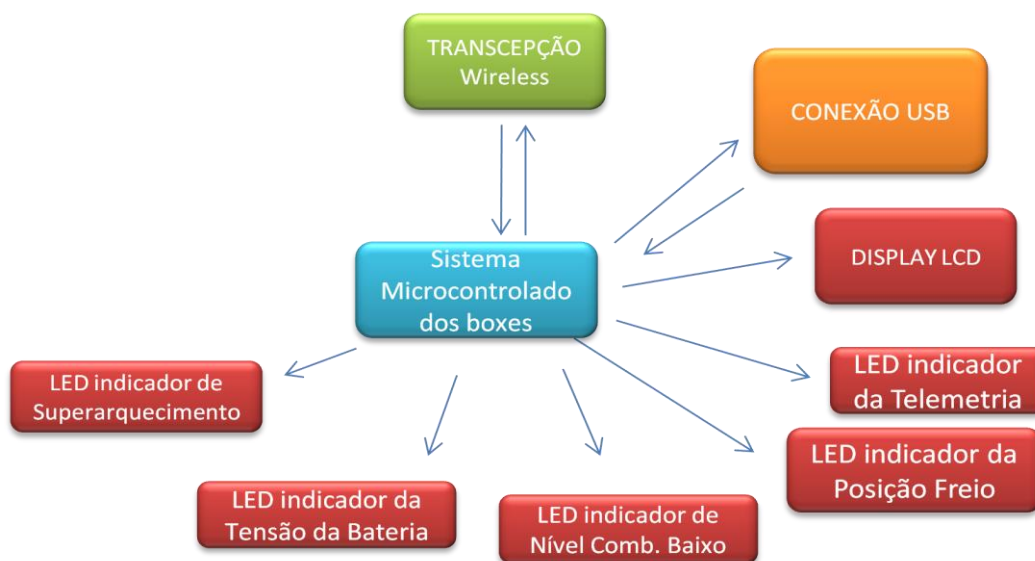 TRANSCEPÇÃO
Wireless
CONEXÃO USB
DISPLAY LCD
Sistema
Microcontrolado
dos boxes
LED indicador de
Superarquecimento
LED indicador
da Telemetria
LED indicador da
Posição Freio
LED indicador da
Tensão da Bateria
LED indicador de
Nível Comb. Baixo